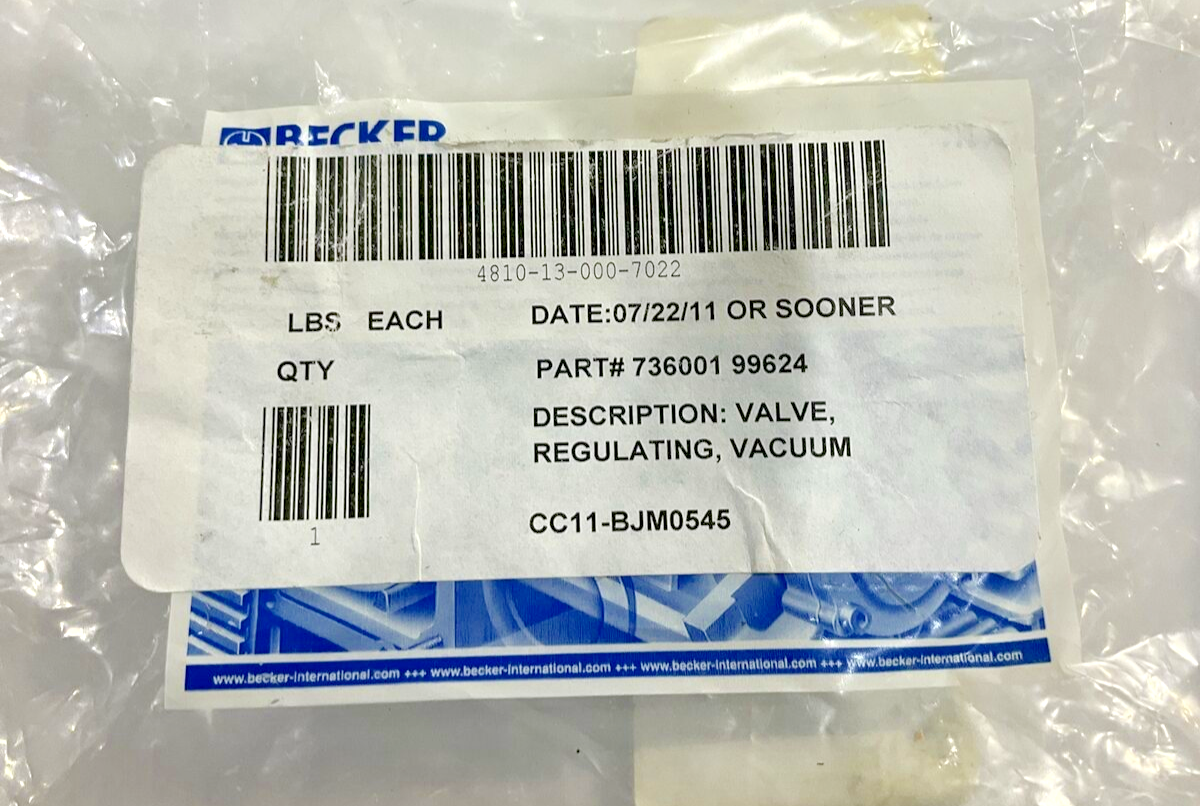 BECKER
4810-13-000-7022
LBS EACH
DATE:07/22/11 OR SOONER
QTY
PART# 736001 99624
DESCRIPTION: VALVE,
REGULATING, VACUUM
1
CC11-BJM0545
www.becker-international.com +++ www.becker-international.com +++ www.becker-international.com +++ www.becker-international.com